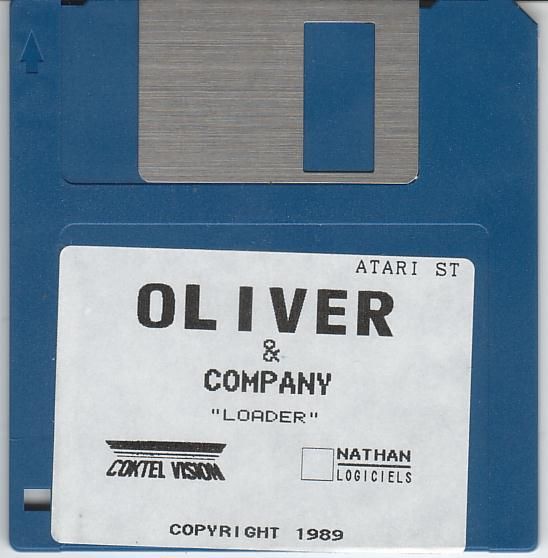 ATARI ST
OLIVER
&
COMPANY
"LOADER"
COKTEL VISION
NATHAN
LOGICIELS
COPYRIGHT 1989